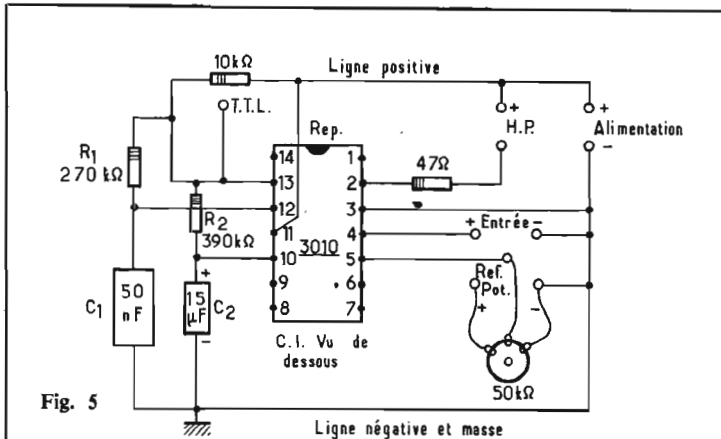 10kΩ
Ligne positive
T.T.L.
Rep.
+
H.P.
+
Alimentation
-
R1
270 kΩ
14
1
13
2
47Ω
12
3
R2
390kΩ
11
3010
4
+ Entrée -
10
5
9
6
Ref.
Pot.
8
7
+
-
C1
50
nF
+
15
µF
C2
-
C.I. Vu de
dessous
50kΩ
Fig. 5
Ligne négative et masse